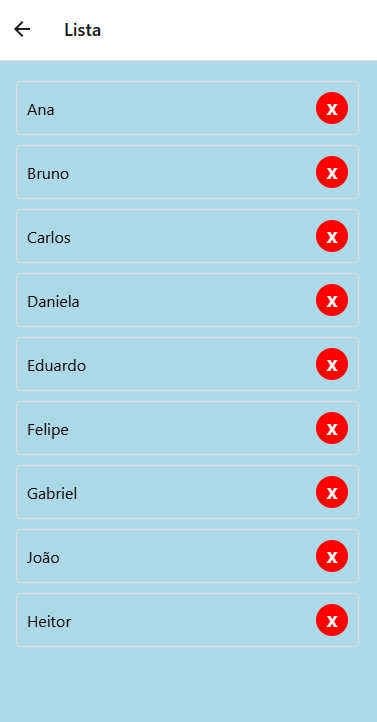 Lista
Ana X
Bruno X
Carlos X
Daniela X
Eduardo X
Felipe X
Gabriel X
João X
Heitor X